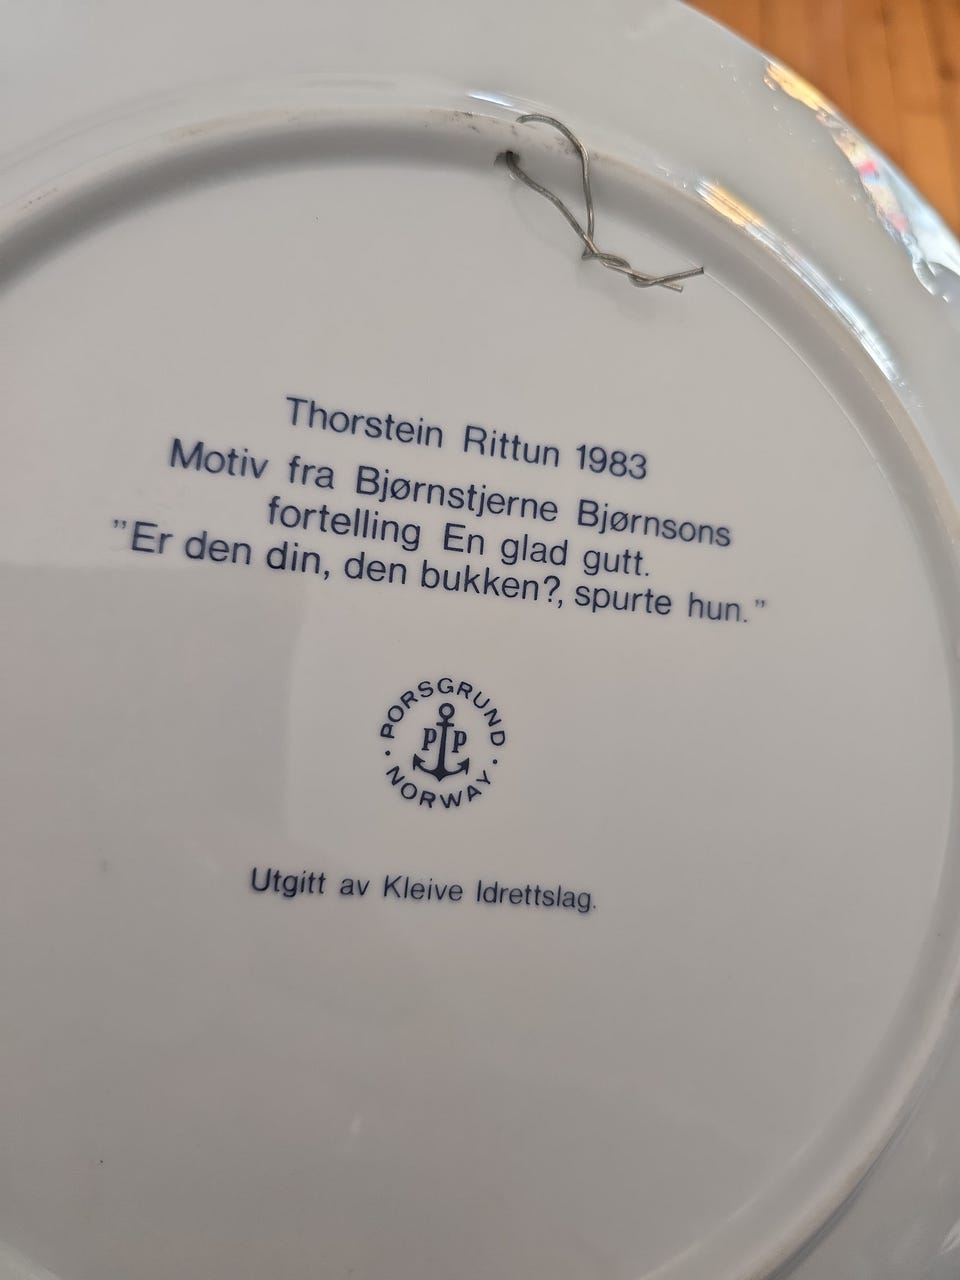 Thorstein Rittun 1983
Motiv fra Bjørnstjerne Bjørnsons
fortelling En glad gutt.
”Er den din, den bukken?, spurte hun.”
PORSGRUND
P P
· NORWAY ·
Utgitt av Kleive Idrettslag.